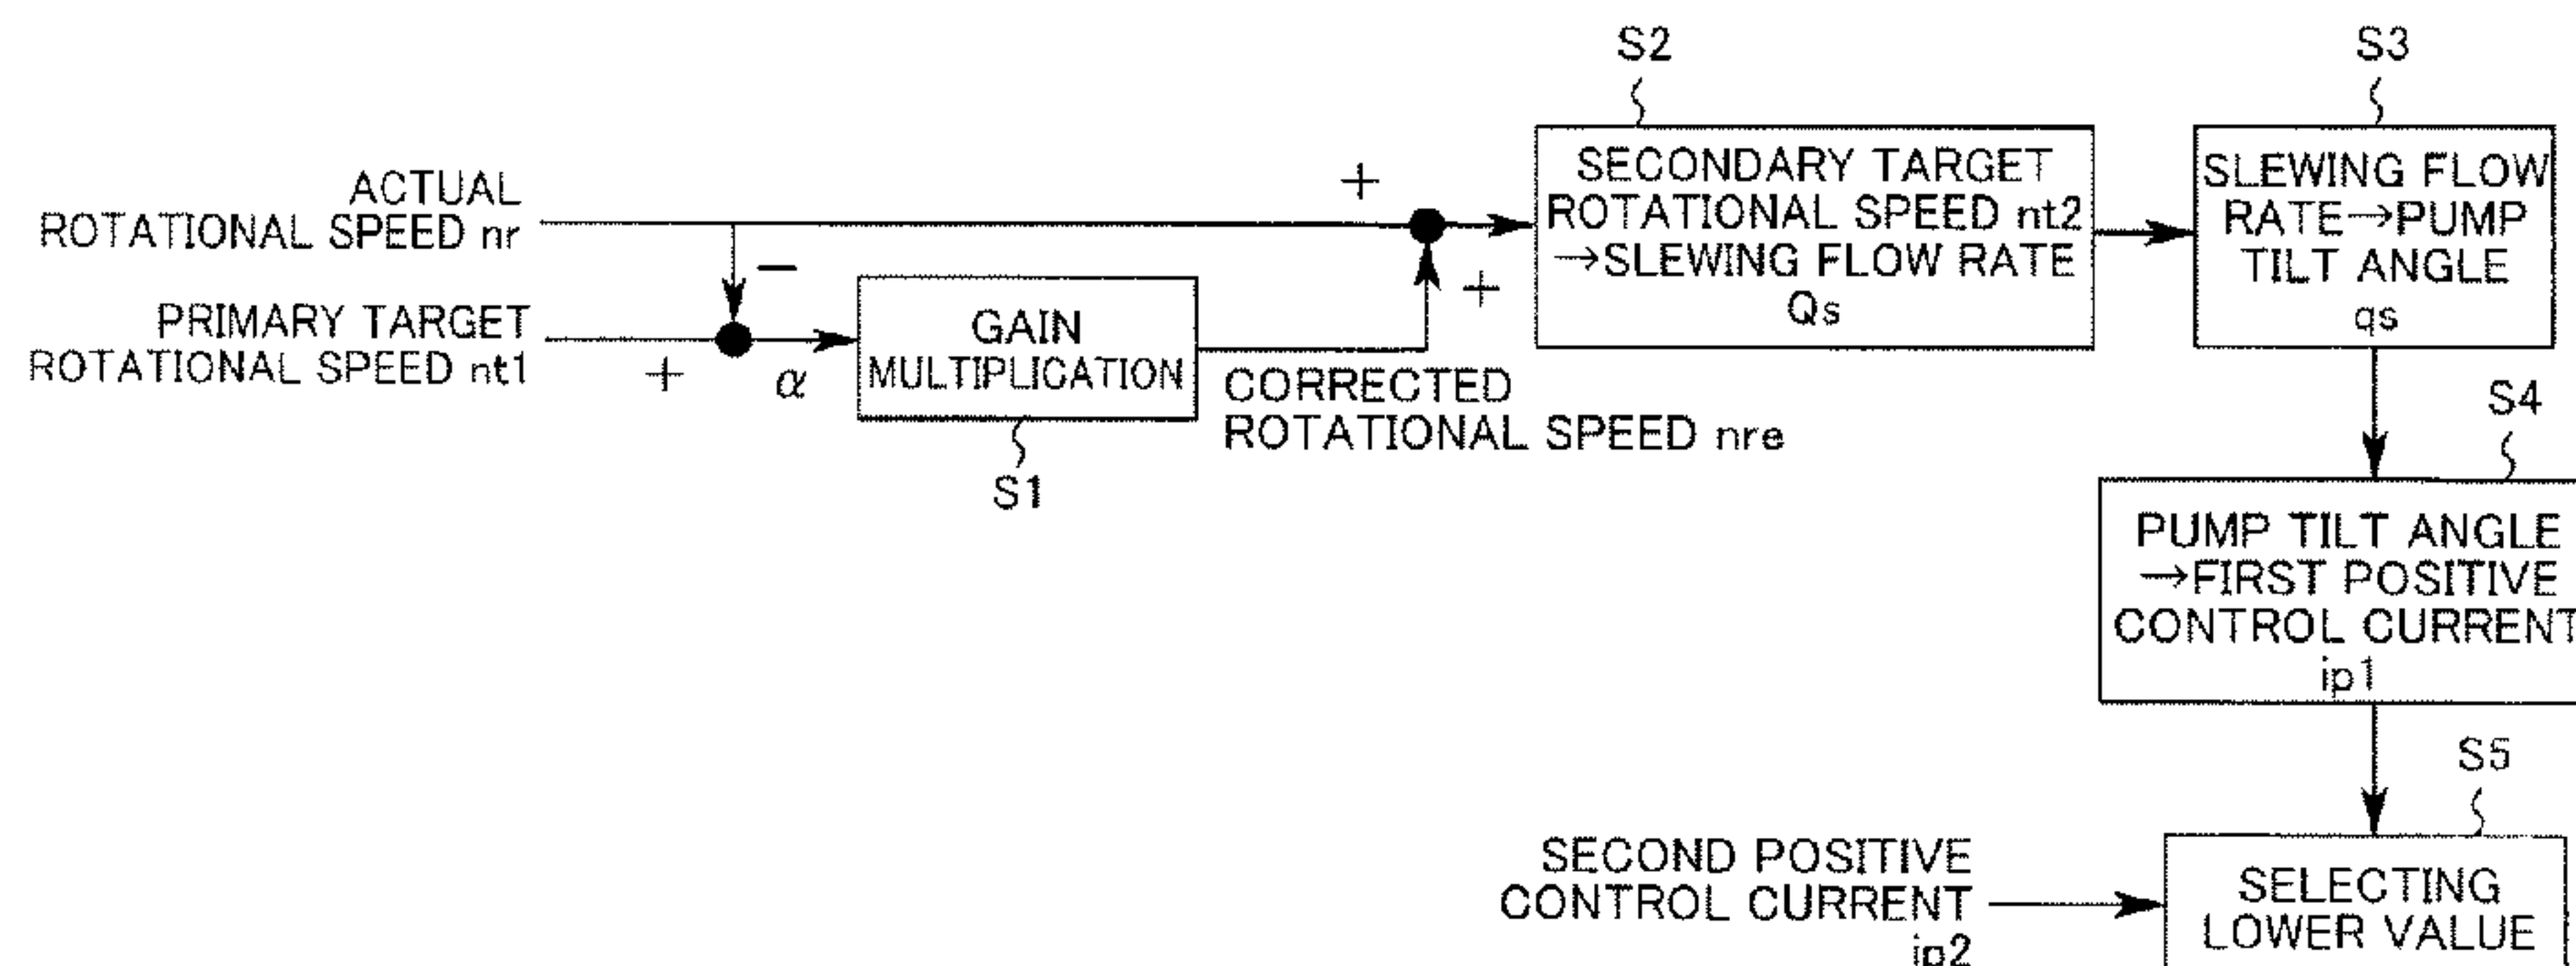 S2
S3
ACTUAL
ROTATIONAL SPEED nr
+
SECONDARY TARGET
ROTATIONAL SPEED nt2
→SLEWING FLOW RATE
Qs
SLEWING FLOW
RATE→PUMP
TILT ANGLE
qs
−
+
PRIMARY TARGET
ROTATIONAL SPEED nt1
+
α
GAIN
MULTIPLICATION
CORRECTED
ROTATIONAL SPEED nre
S1
S4
PUMP TILT ANGLE
→FIRST POSITIVE
CONTROL CURRENT
ip1
S5
SECOND POSITIVE
CONTROL CURRENT
ip2
SELECTING
LOWER VALUE